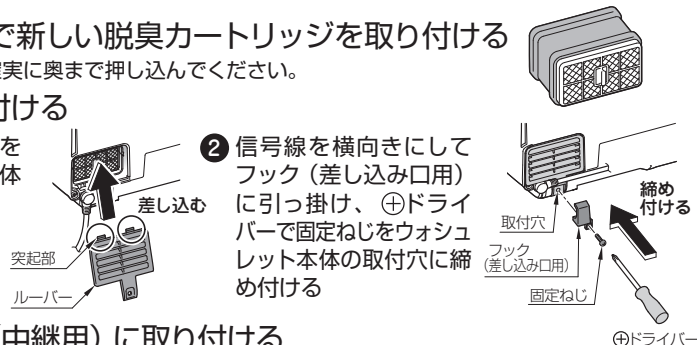 で新しい脱臭カートリッジを取り付ける
確実に奥まで押し込んでください。
付ける
を
体
差し込む
突起部
ルーバー
❷ 信号線を横向きにして
フック（差し込み口用）
に引っ掛け、⊕ドライ
バーで固定ねじをウォシュ
レット本体の取付穴に締
め付ける
締め
付ける
取付穴
フック
（差し込み口用）
固定ねじ
⊕ドライバー
（中継用）に取り付ける